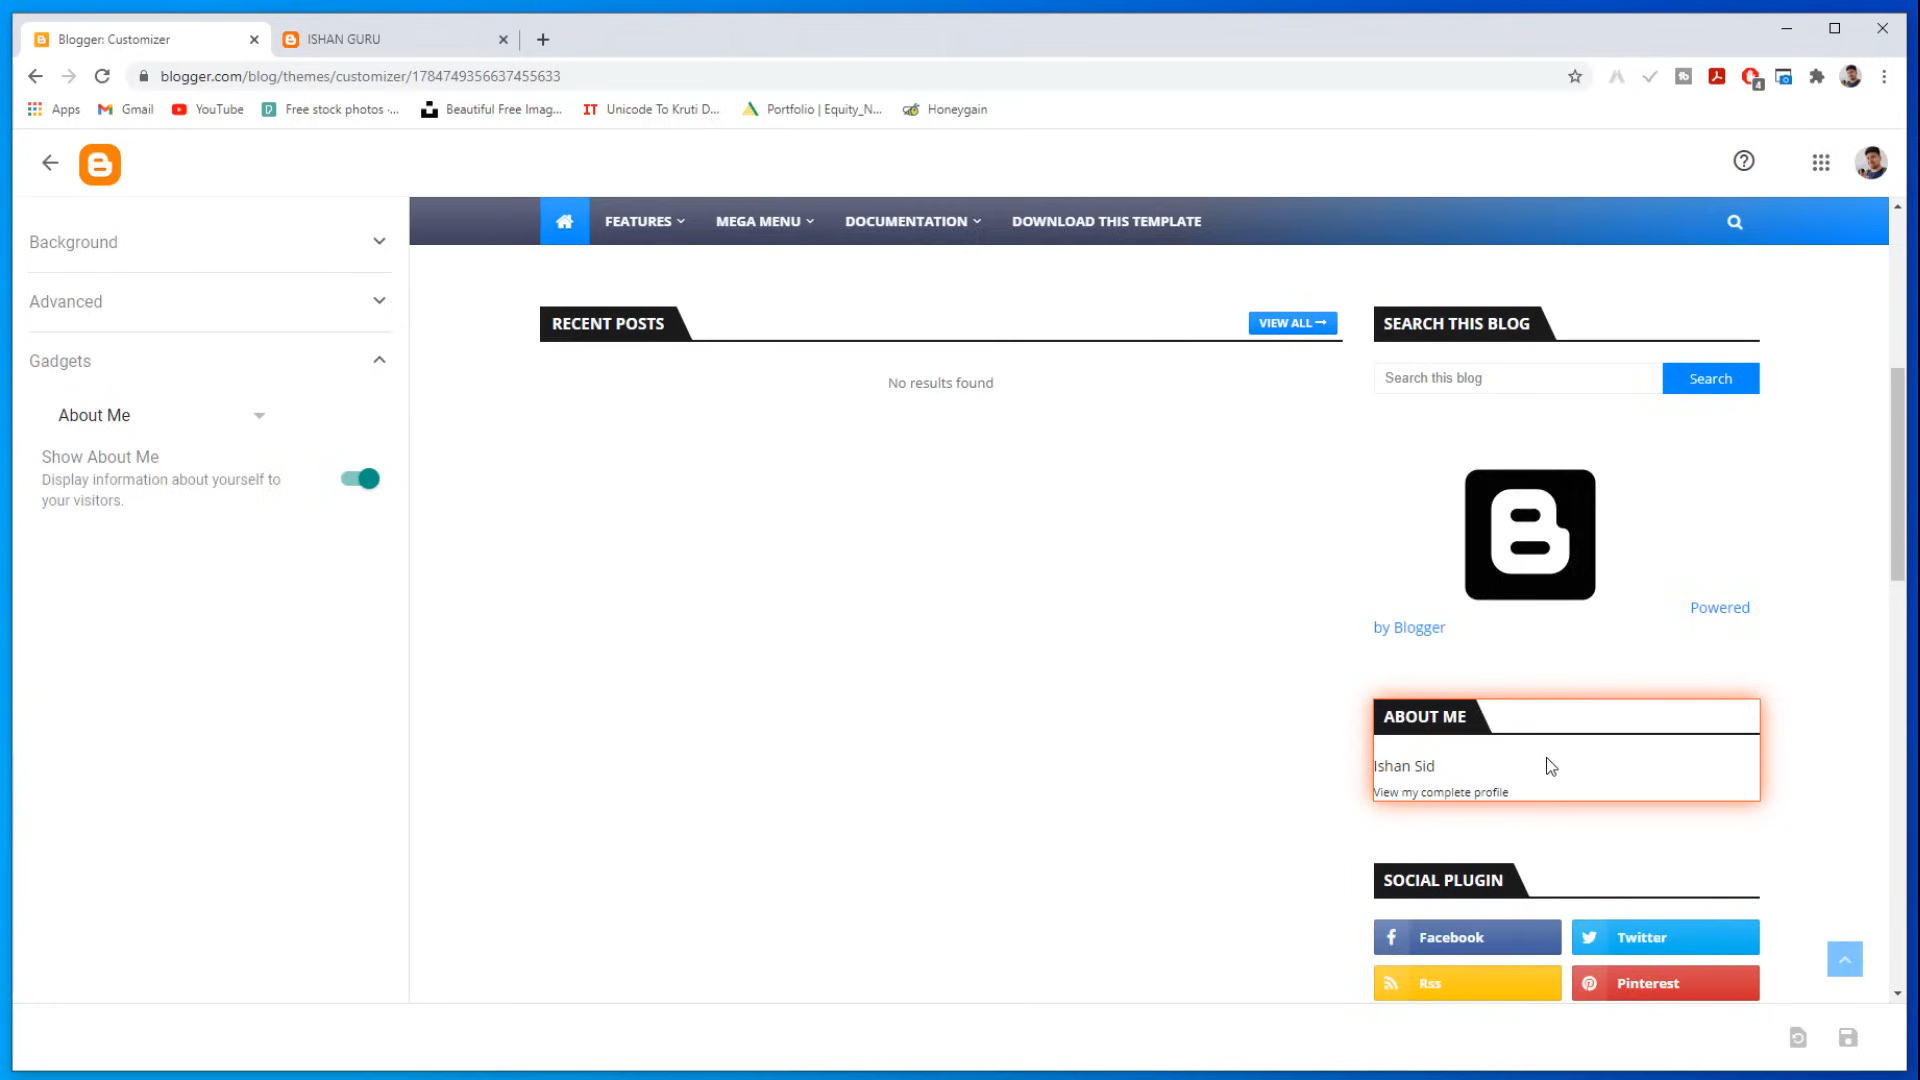 Blogger: Customizer
ISHAN GURU
blogger.com/blog/themes/customizer/1784749356637455633
4
Apps
Gmail
YouTube
Free stock photos ·...
Beautiful Free Imag...
IT Unicode To Kruti D...
Portfolio | Equity_N...
Honeygain
FEATURES
MEGA MENU
DOCUMENTATION
DOWNLOAD THIS TEMPLATE
Background
Advanced
Gadgets
About Me
Show About Me
Display information about yourself to
your visitors.
RECENT POSTS
VIEW ALL
No results found
SEARCH THIS BLOG
Search this blog
Search
Powered
by Blogger
ABOUT ME
Ishan Sid
View my complete profile
SOCIAL PLUGIN
Facebook
Twitter
Rss
Pinterest